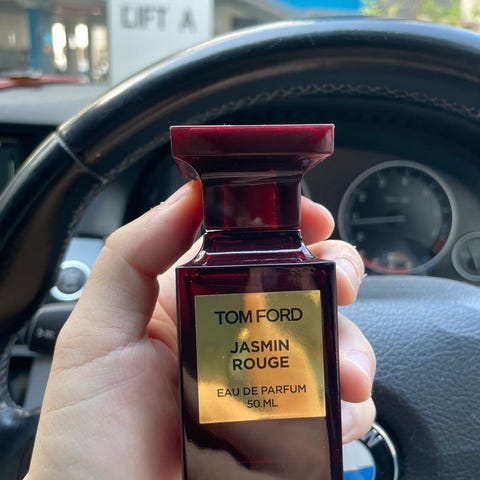 LIFT A
TOM FORD
JASMIN
ROUGE
EAU DE PARFUM
50 ML